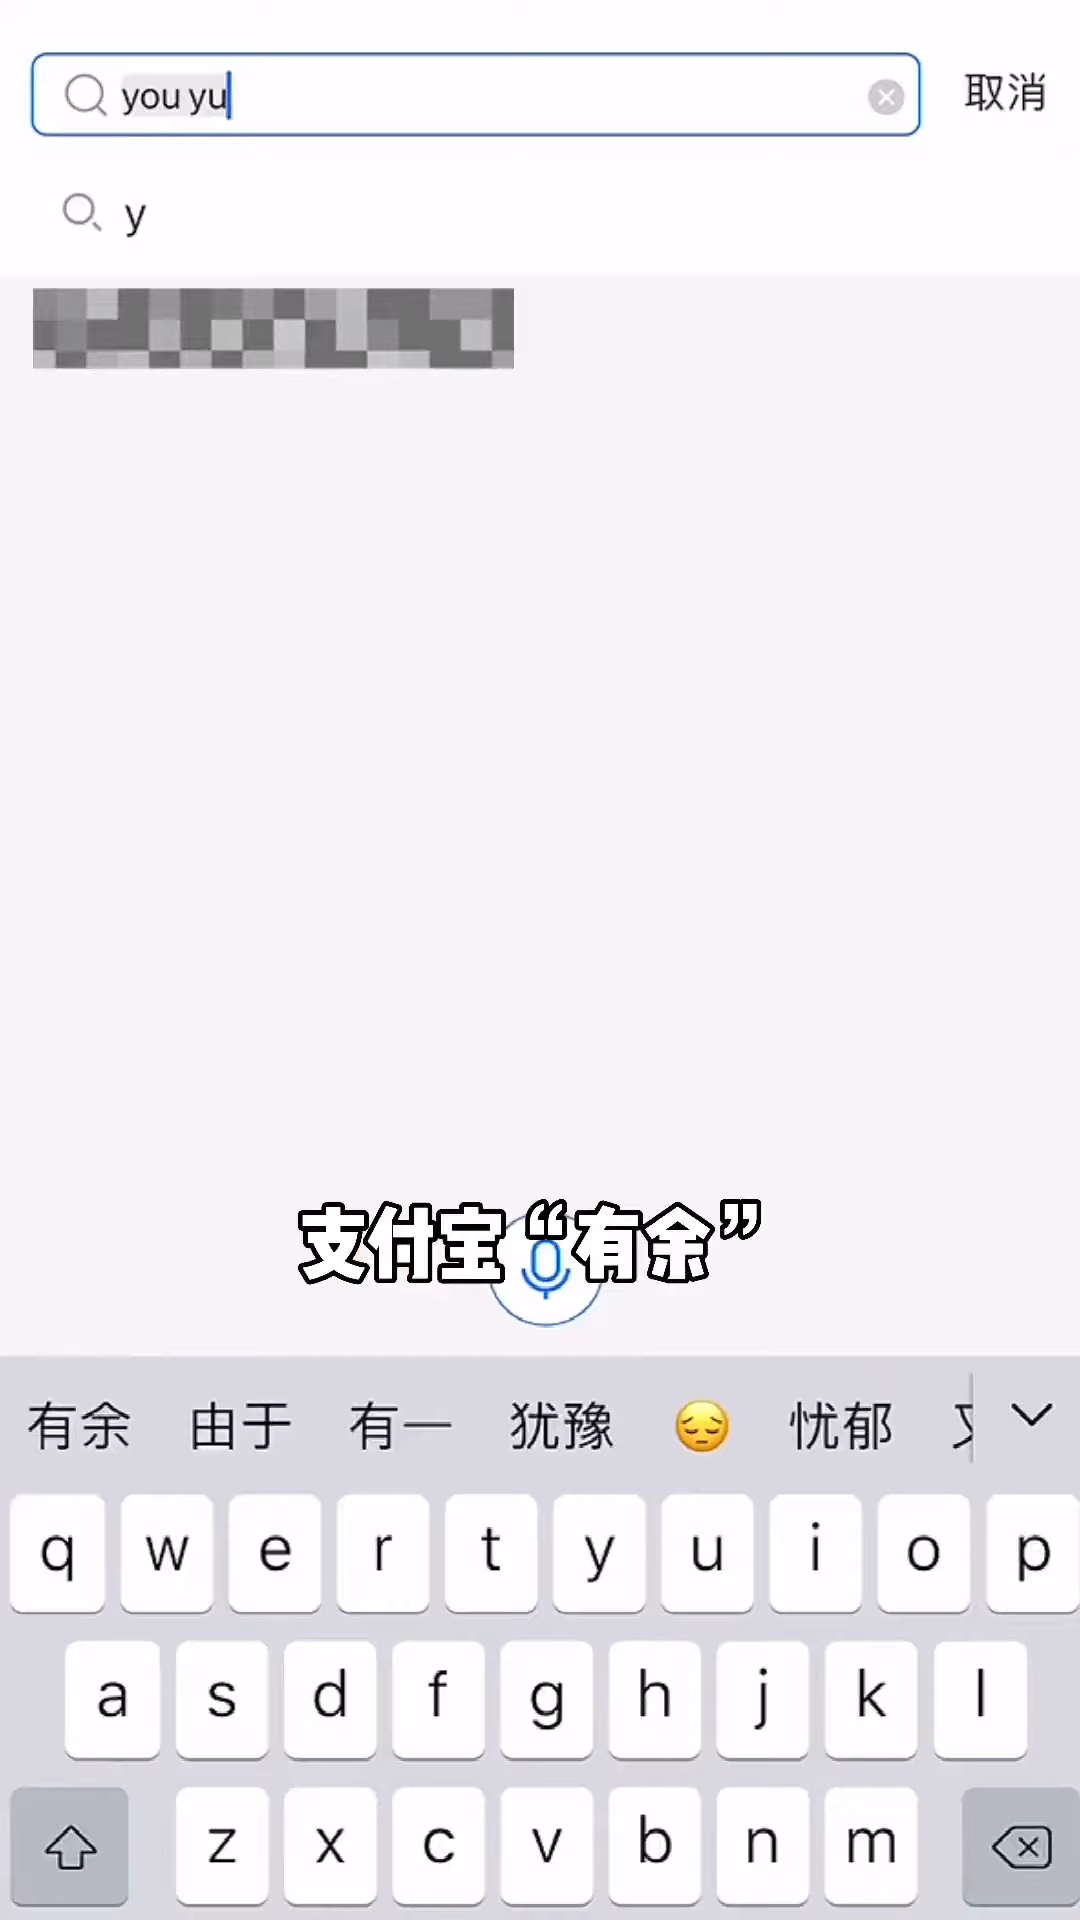 you yu
取消
y
支付宝“有余”
有余 由于 有一 犹豫 😔 忧郁
q w e r t y u i o p
a s d f g h j k l
z x c v b n m